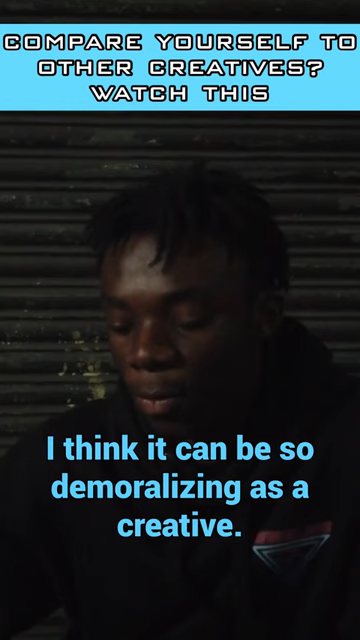 COMPARE YOURSELF TO
OTHER CREATIVES?
WATCH THIS
I think it can be so
demoralizing as a
creative.